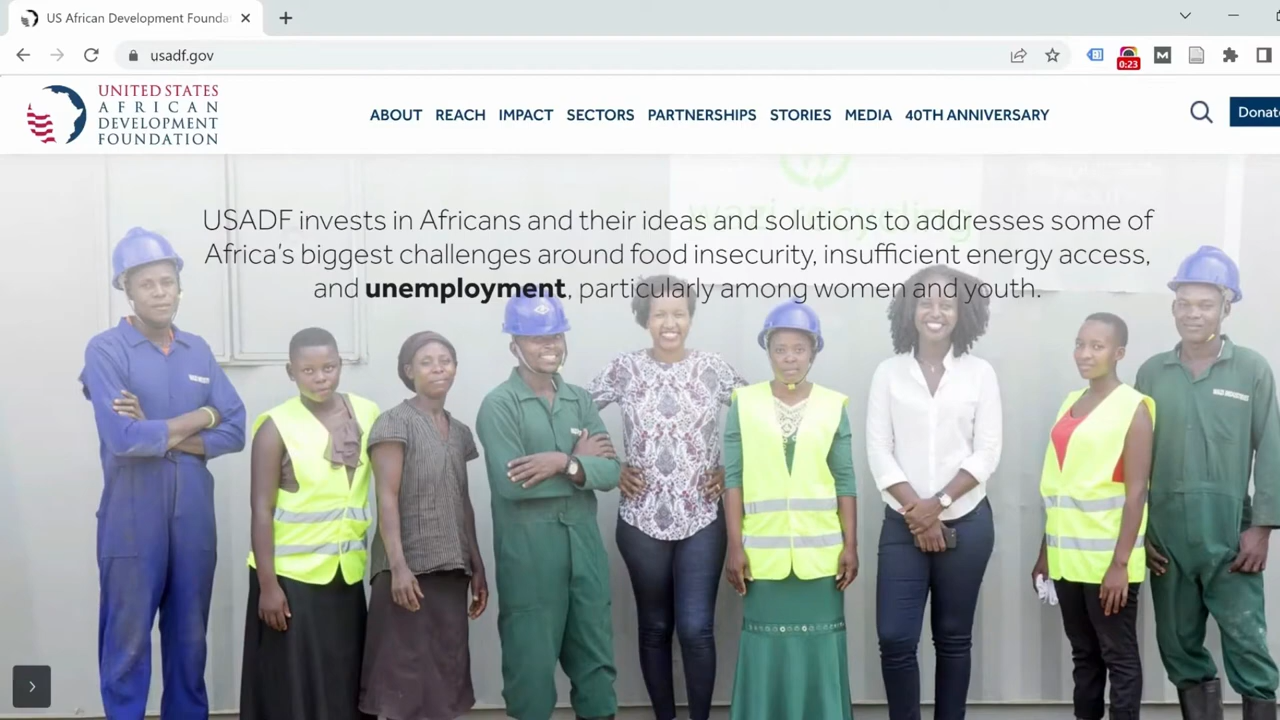 US African Development Founda
usadf.gov
0:23
UNITED STATES
AFRICAN
DEVELOPMENT
FOUNDATION
ABOUT REACH IMPACT SECTORS PARTNERSHIPS STORIES MEDIA 40TH ANNIVERSARY
Donate
USADF invests in Africans and their ideas and solutions to addresses some of
Africa's biggest challenges around food insecurity, insufficient energy access,
and unemployment, particularly among women and youth.